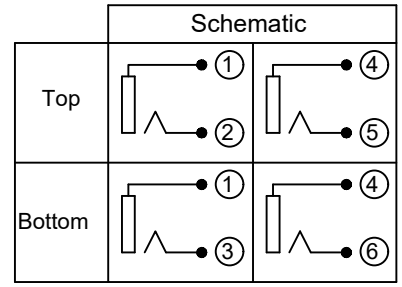 Schematic
Top
① ④
② ⑤
Bottom
① ④
③ ⑥